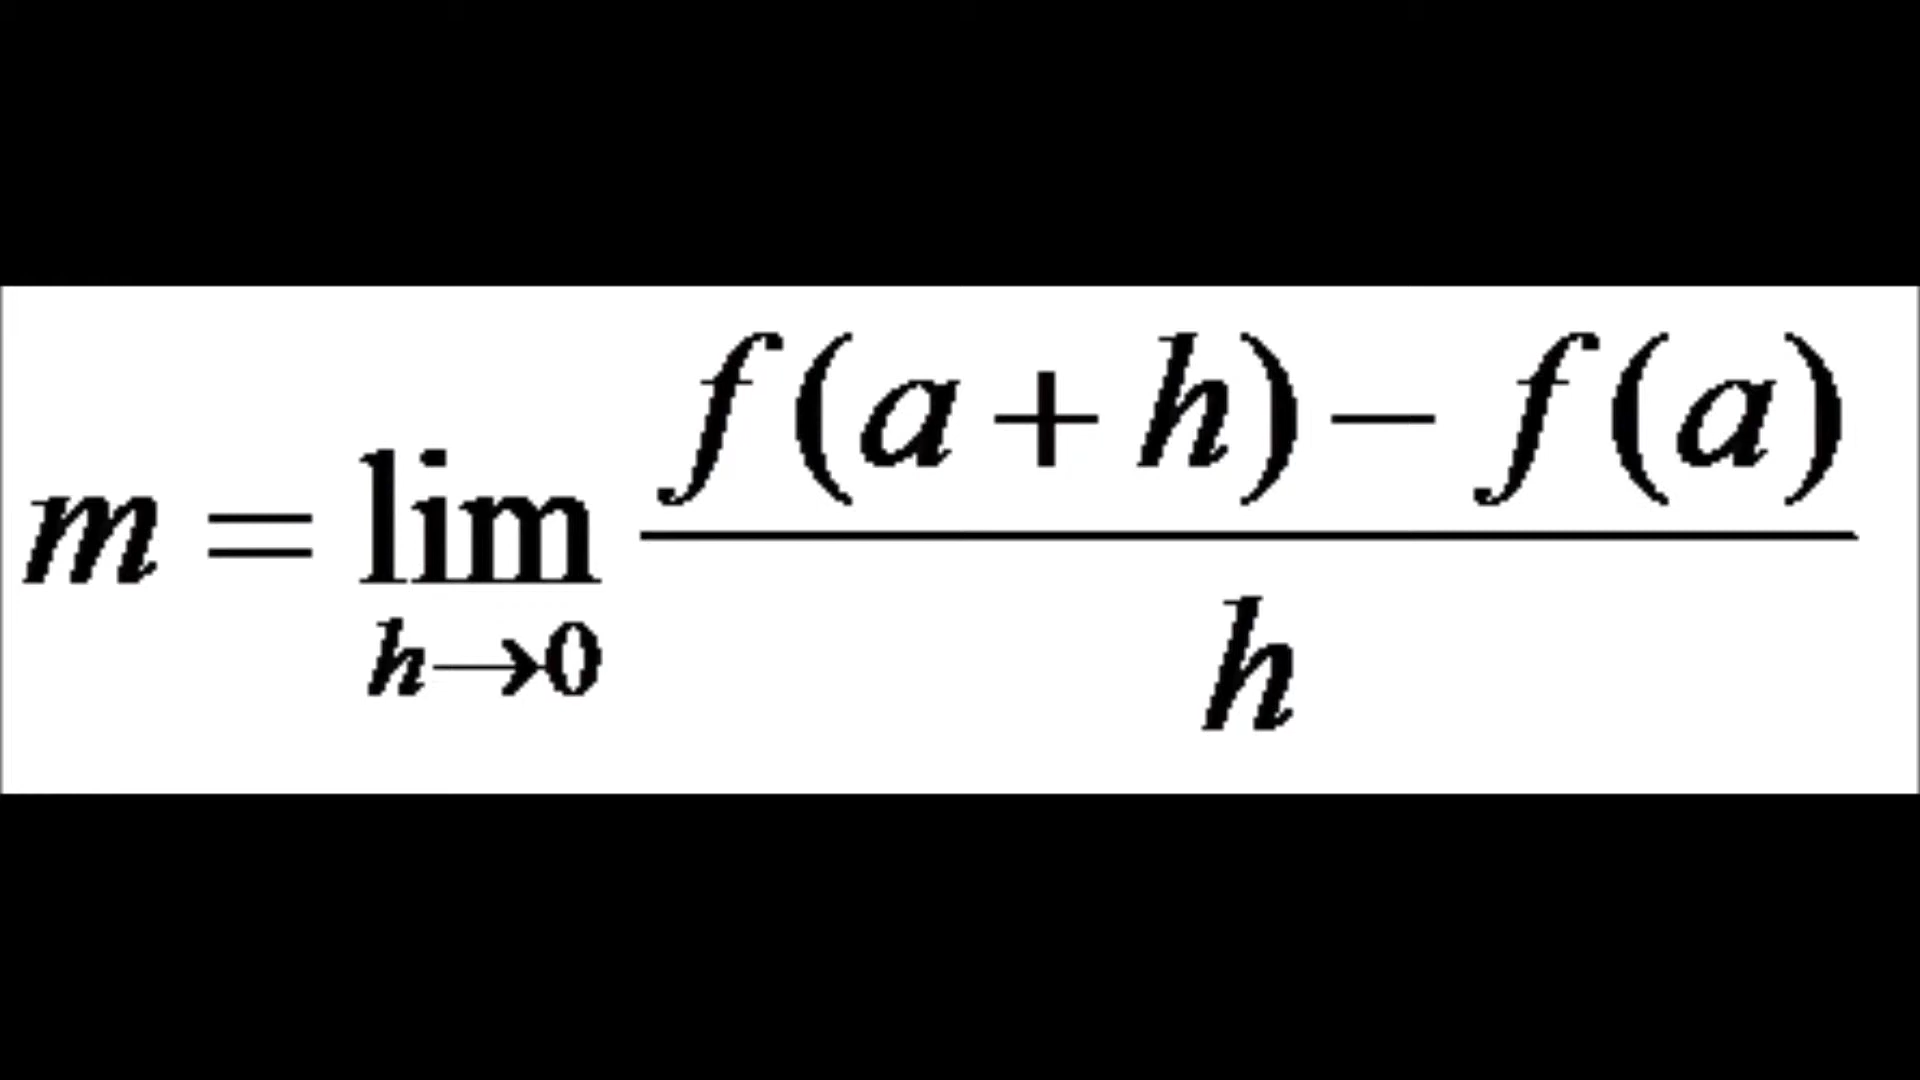 m = lim h→0 f(a+h)−f(a) / h